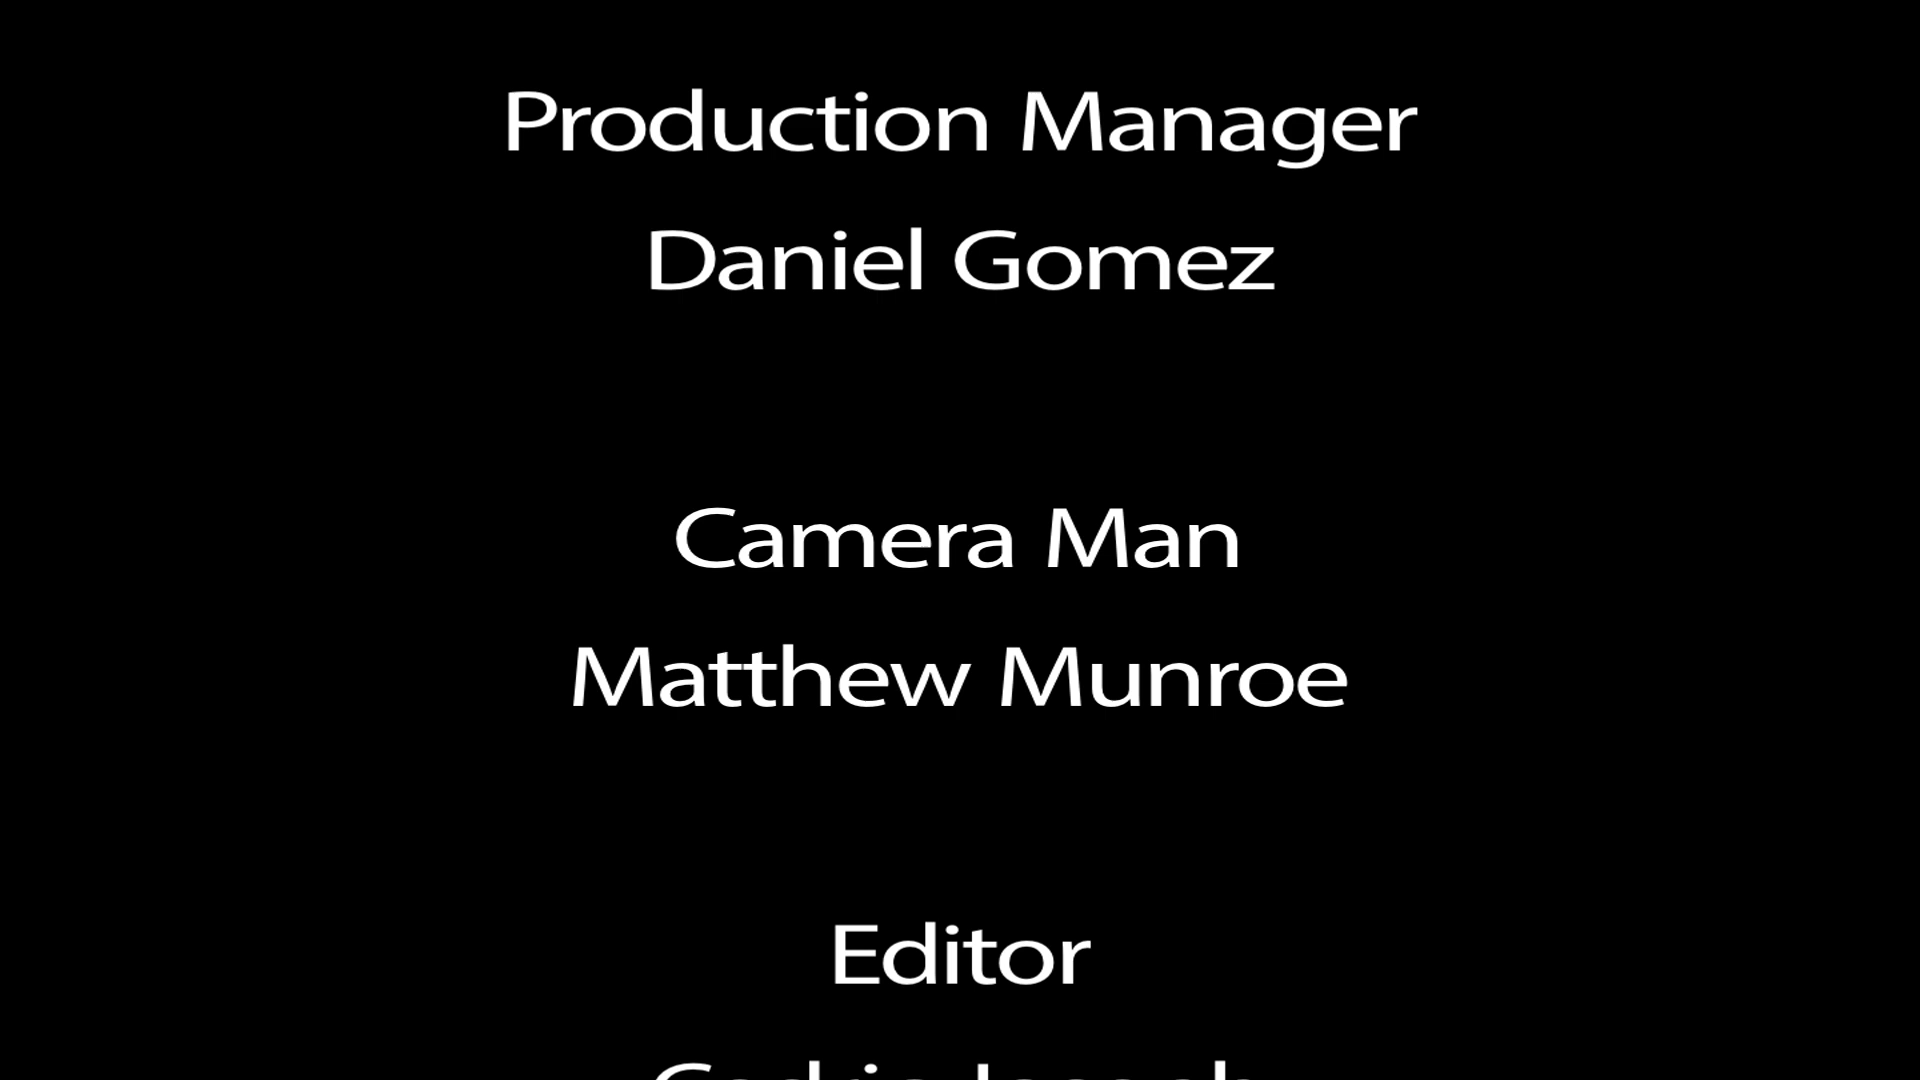 Production Manager
Daniel Gomez
Camera Man
Matthew Munroe
Editor